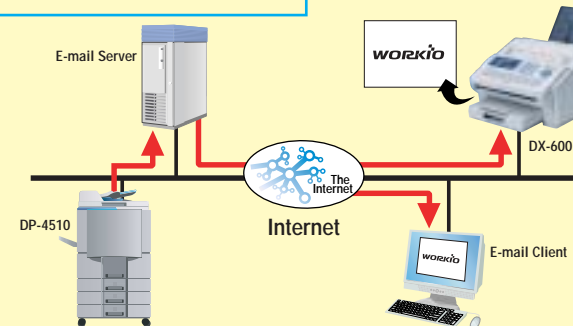 E-mail Server
WORKiO
DX-600
The
Internet
Internet
DP-4510
WORKiO
E-mail Client